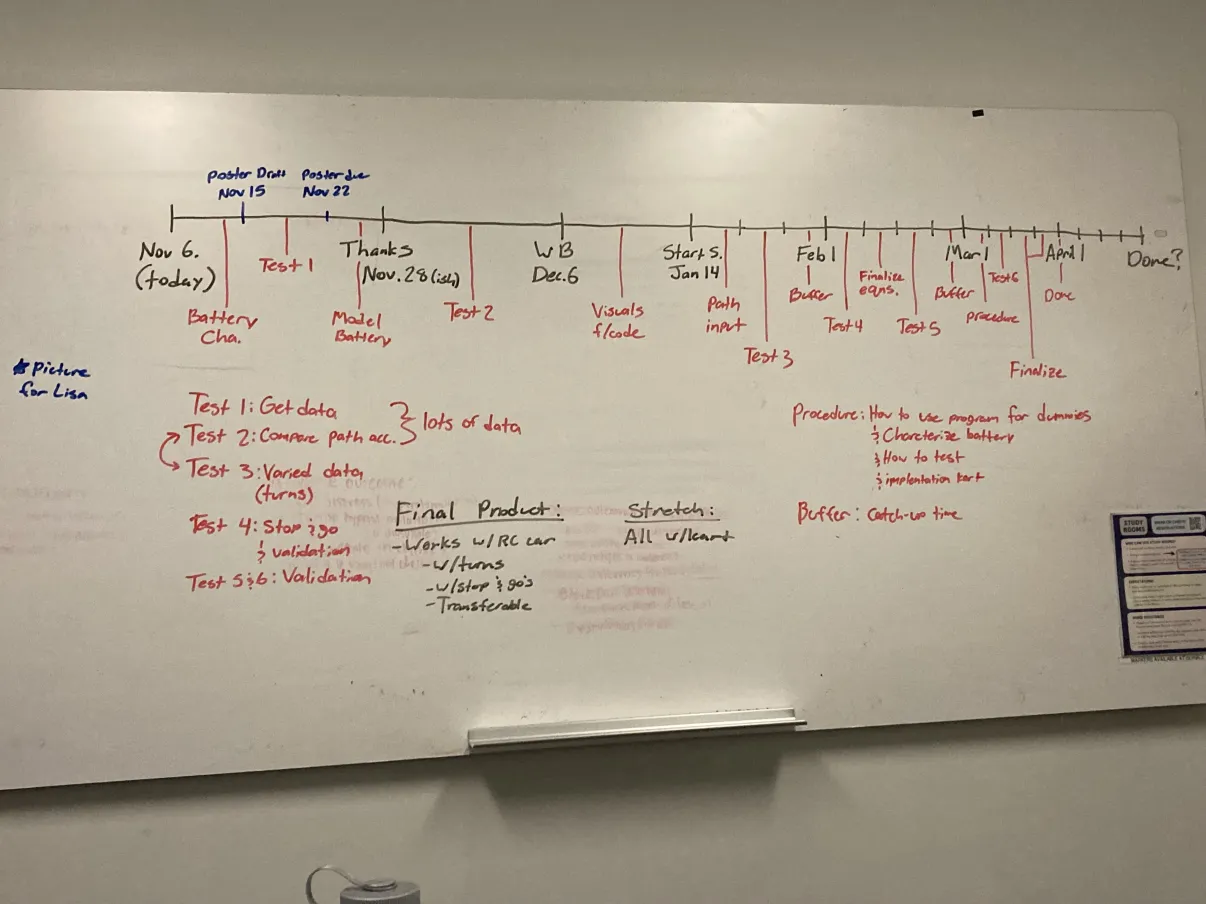 Poster Draft
Nov 15
Poster due
Nov 22
Nov 6.
(today)
Battery
Cha.
Test 1
Thanks
Nov. 28 (ish)
Model
Battery
Test 2
WB
Dec. 6
Visuals
f/code
Start S.
Jan 14
Path
input
Test 3
Feb 1
Buffer
Test 4
Finalize
eqns.
Test 5
Mar 1
Buffer
Procedure
Test 6
Finalize
April 1
Done
Done?
* Picture
for Lisa
Test 1: Get data
Test 2: Compare path acc.
} lots of data
Test 3: Varied data
(turns)
Test 4: Stop & go
& validation
Test 5 & 6: Validation
Final Product:
- Works w/ RC car
- w/turns
- w/stop & go's
- Transferable
Stretch:
All w/kart
Procedure: How to use program for dummies
& Charcterize battery
& How to test
& implentation kart
Buffer: Catch-up time
STUDY
ROOMS